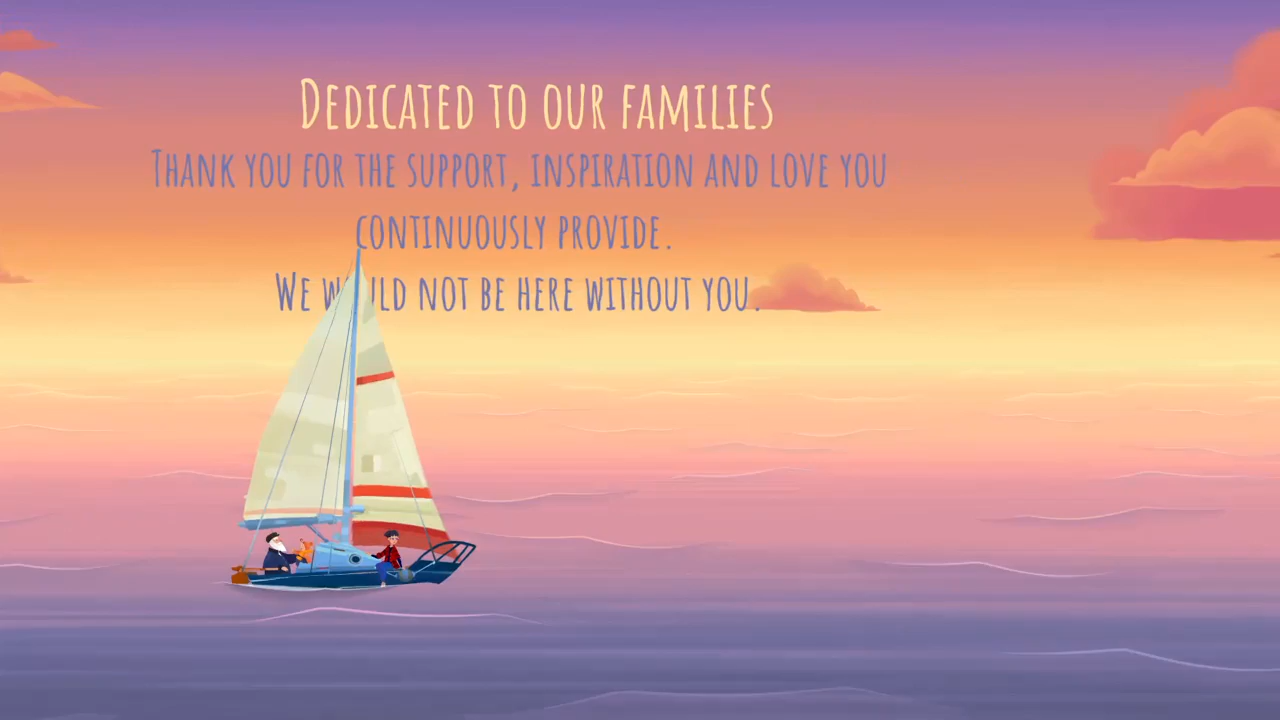 Dedicated to our families
Thank you for the support, inspiration and love you
continuously provide.
We would not be here without you.